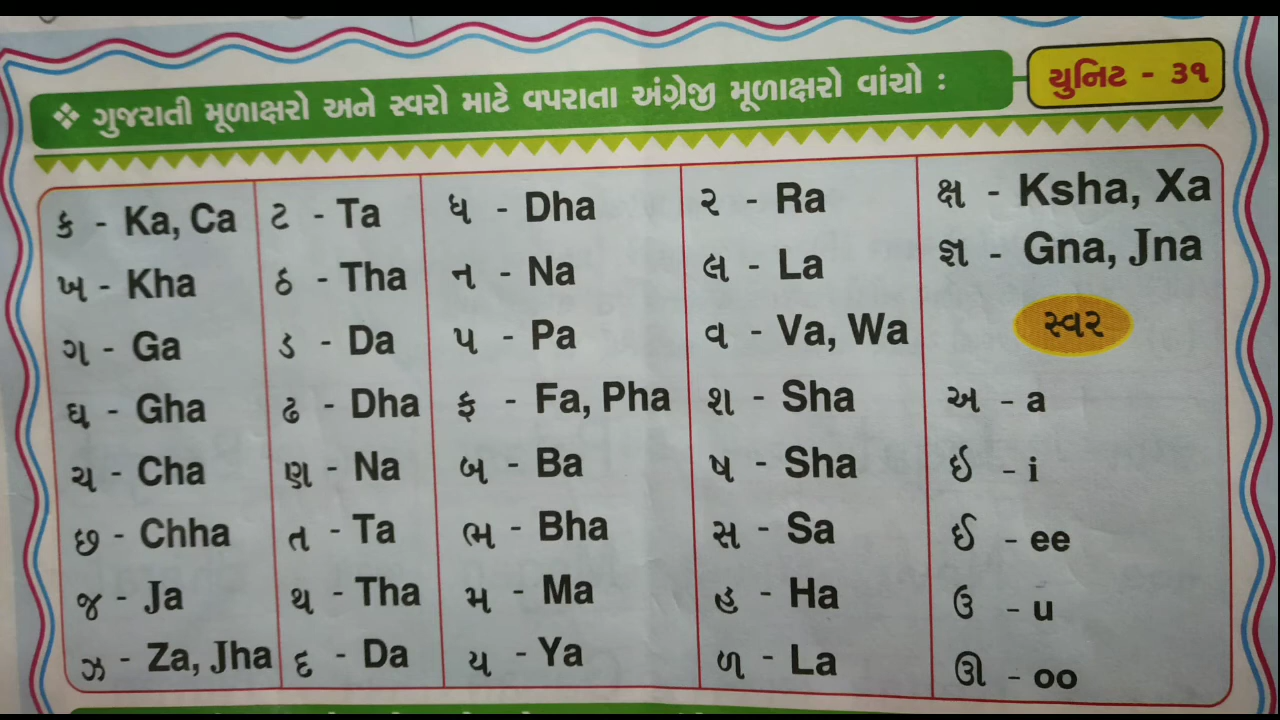 ❖ ગુજરાતી મૂળાક્ષરો અને સ્વરો માટે વપરાતા અંગ્રેજી મૂળાક્ષરો વાંચો :
યુનિટ - ૩૧
ક - Ka, Ca
ખ - Kha
ગ - Ga
ઘ - Gha
ચ - Cha
છ - Chha
જ - Ja
ઝ - Za, Jha
ટ - Ta
ઠ - Tha
ડ - Da
ઢ - Dha
ણ - Na
ત - Ta
થ - Tha
દ - Da
ધ - Dha
ન - Na
પ - Pa
ફ - Fa, Pha
બ - Ba
ભ - Bha
મ - Ma
ય - Ya
ર - Ra
લ - La
વ - Va, Wa
શ - Sha
ષ - Sha
સ - Sa
હ - Ha
ળ - La
ક્ષ - Ksha, Xa
જ્ઞ - Gna, Jna
સ્વર
અ - a
ઇ - i
ઈ - ee
ઉ - u
ઊ - oo